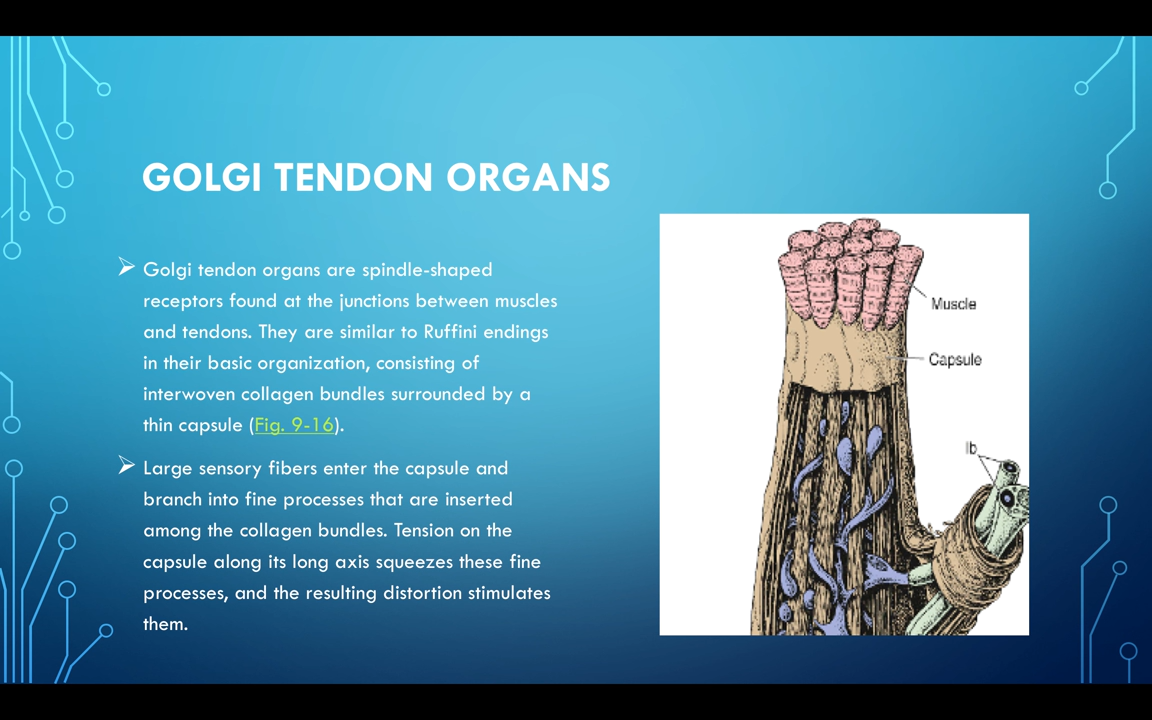 GOLGI TENDON ORGANS
Golgi tendon organs are spindle-shaped
receptors found at the junctions between muscles
and tendons. They are similar to Ruffini endings
in their basic organization, consisting of
interwoven collagen bundles surrounded by a
thin capsule (Fig. 9-16).
Large sensory fibers enter the capsule and
branch into fine processes that are inserted
among the collagen bundles. Tension on the
capsule along its long axis squeezes these fine
processes, and the resulting distortion stimulates
them.
Muscle
Capsule
Ib